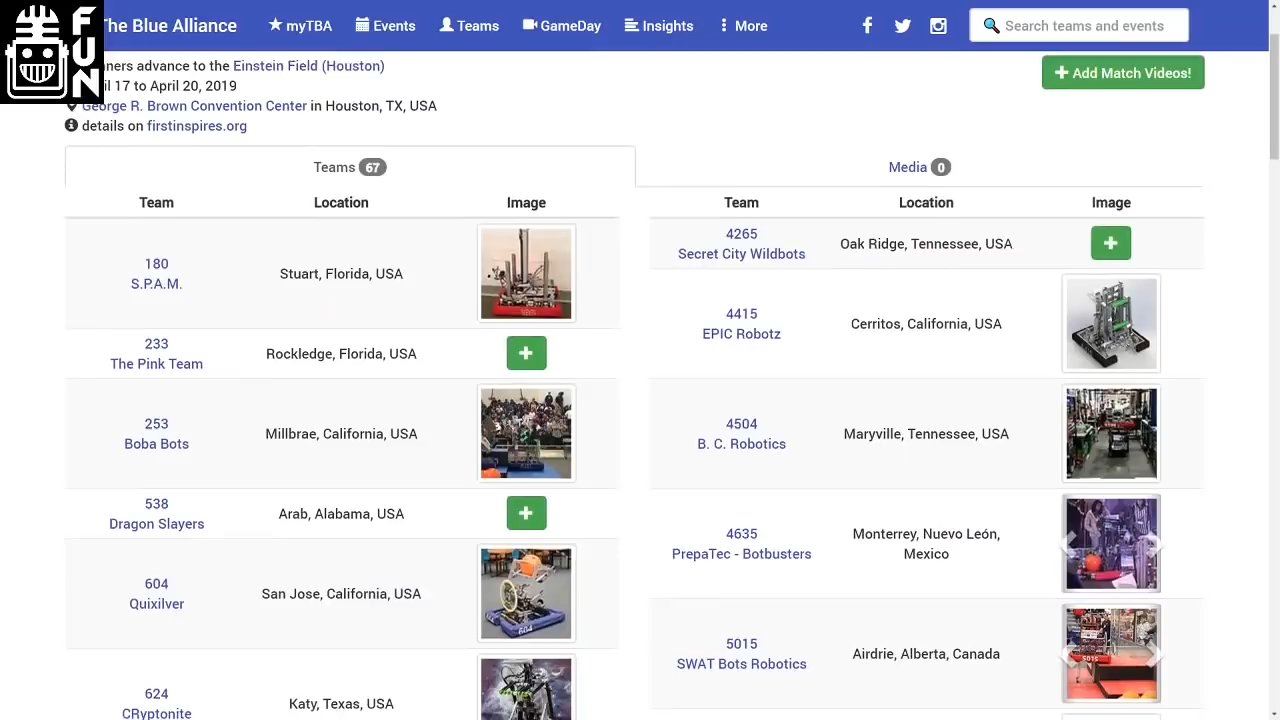 FUN
The Blue Alliance
myTBA
Events
Teams
GameDay
Insights
More
Search teams and events
ners advance to the Einstein Field (Houston)
il 17 to April 20, 2019
George R. Brown Convention Center in Houston, TX, USA
details on firstinspires.org
Add Match Videos!
Teams 67
Media 0
Team Location Image
180
S.P.A.M.
Stuart, Florida, USA
233
The Pink Team
Rockledge, Florida, USA
253
Boba Bots
Millbrae, California, USA
538
Dragon Slayers
Arab, Alabama, USA
604
Quixilver
San Jose, California, USA
604
624
CRyptonite
Katy, Texas, USA
Team Location Image
4265
Secret City Wildbots
Oak Ridge, Tennessee, USA
4415
EPIC Robotz
Cerritos, California, USA
4504
B. C. Robotics
Maryville, Tennessee, USA
4635
PrepaTec - Botbusters
Monterrey, Nuevo León,
Mexico
5015
SWAT Bots Robotics
Airdrie, Alberta, Canada
5015